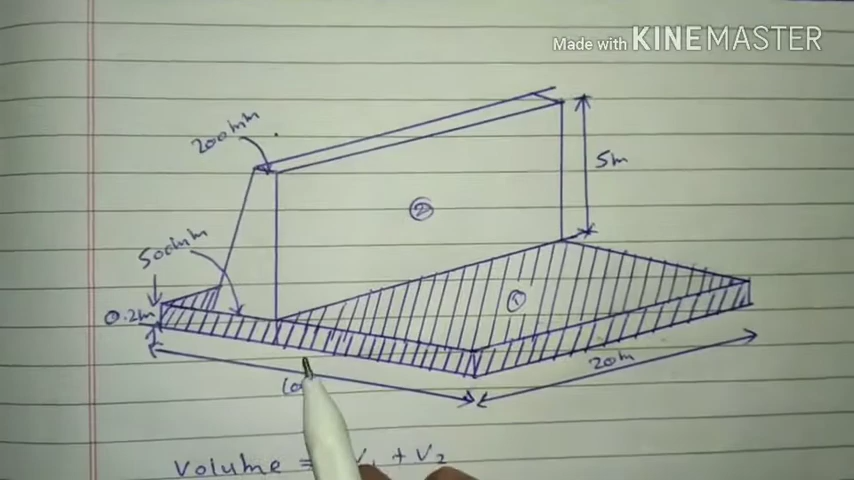 Made with KINEMASTER
200mm
5m
②
500mm
①
0.2m
20m
Volume = V₁ + V₂